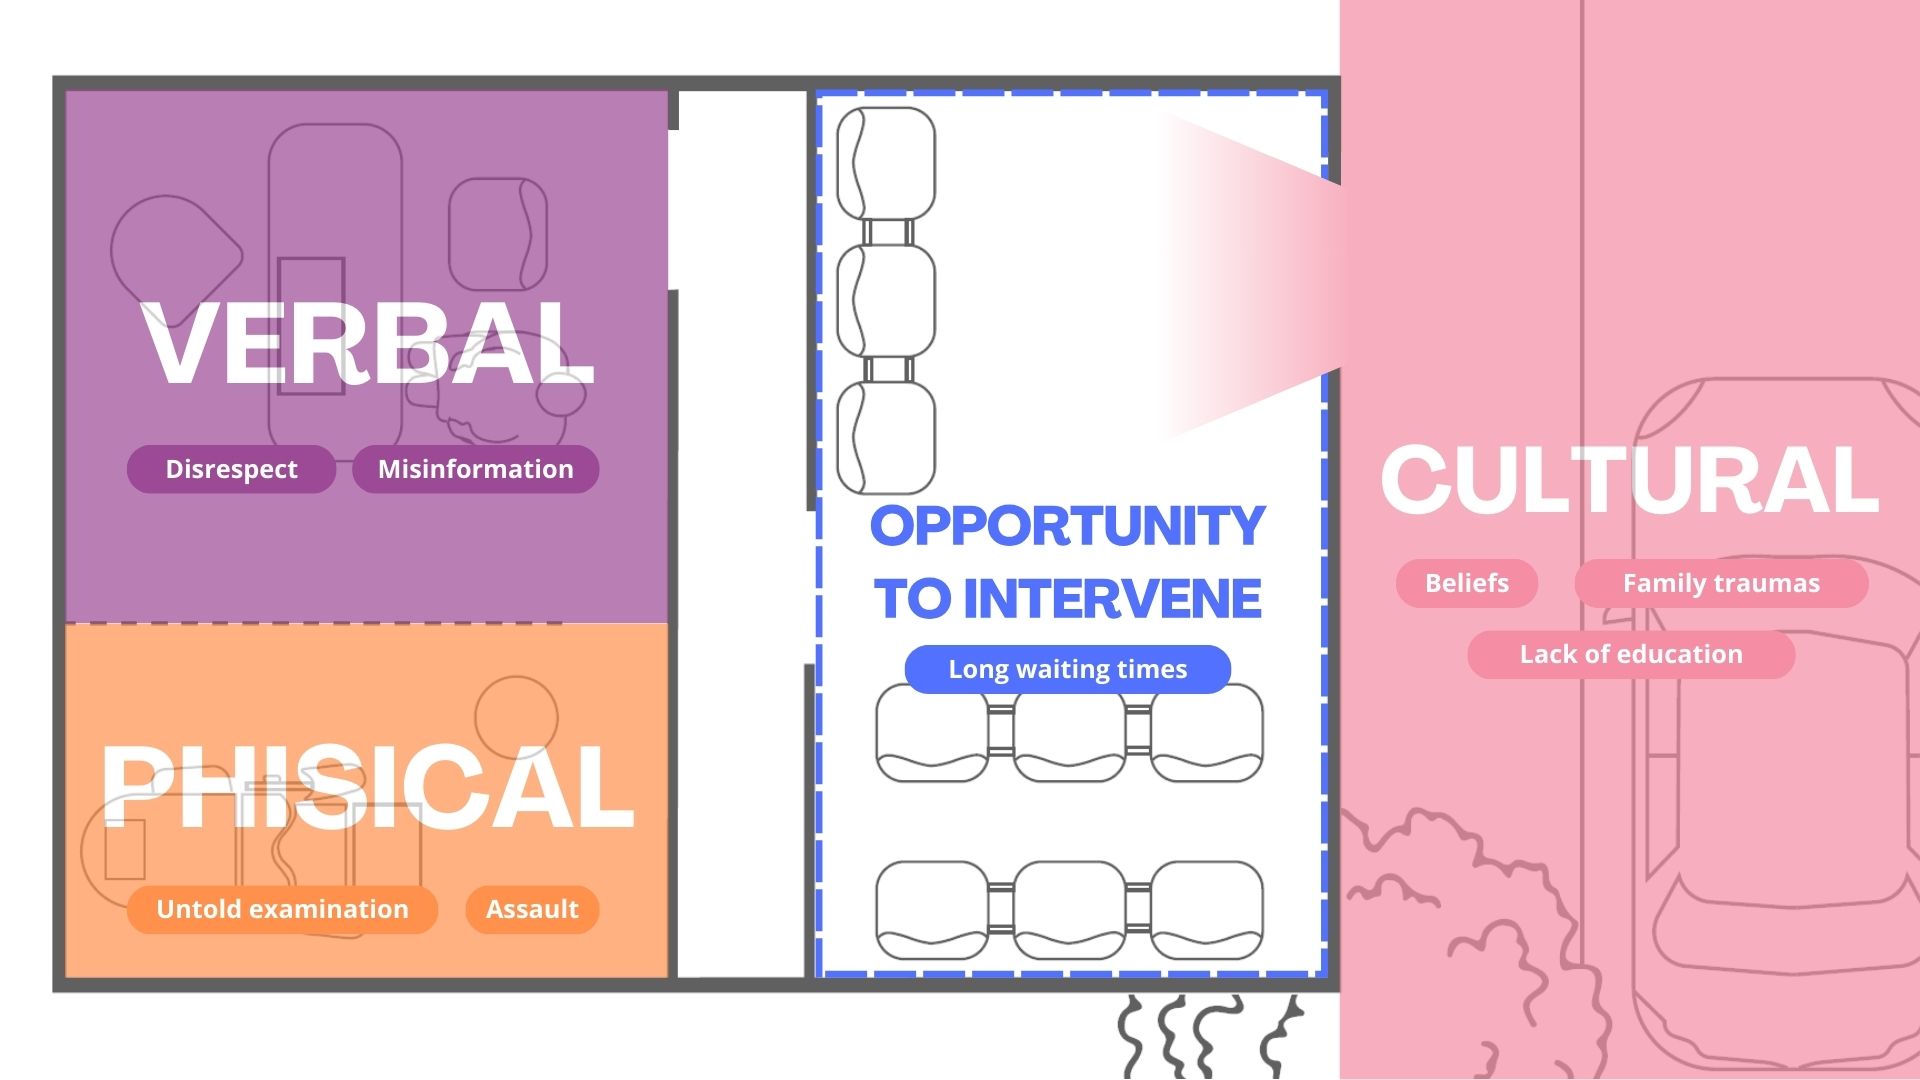 VERBAL
Disrespect
Misinformation
PHISICAL
Untold examination
Assault
OPPORTUNITY
TO INTERVENE
Long waiting times
CULTURAL
Beliefs
Family traumas
Lack of education